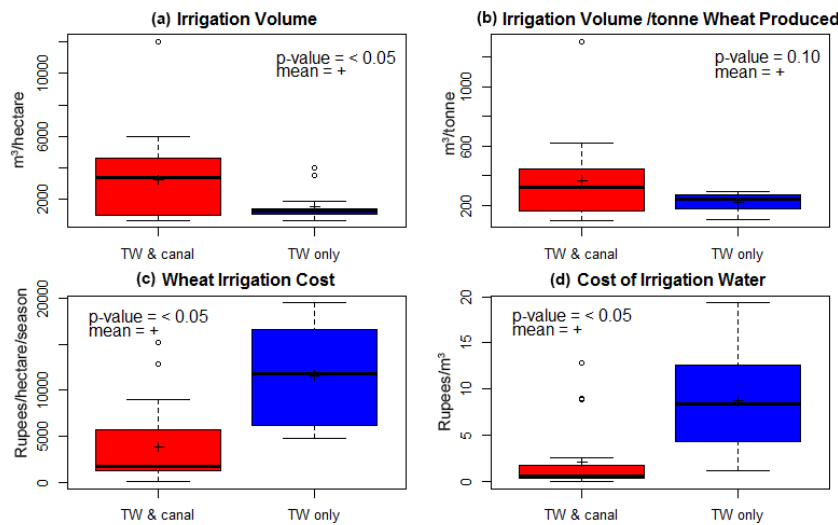 (a) Irrigation Volume
m³/hectare
10000
6000
2000
p-value = < 0.05
mean = +
TW & canal
TW only
(b) Irrigation Volume /tonne Wheat Produced
m³/tonne
1000
600
200
p-value = 0.10
mean = +
TW & canal
TW only
(c) Wheat Irrigation Cost
Rupees/hectare/season
20000
10000
5000
0
p-value = < 0.05
mean = +
TW & canal
TW only
(d) Cost of Irrigation Water
Rupees/m³
20
15
10
5
0
p-value = < 0.05
mean = +
TW & canal
TW only